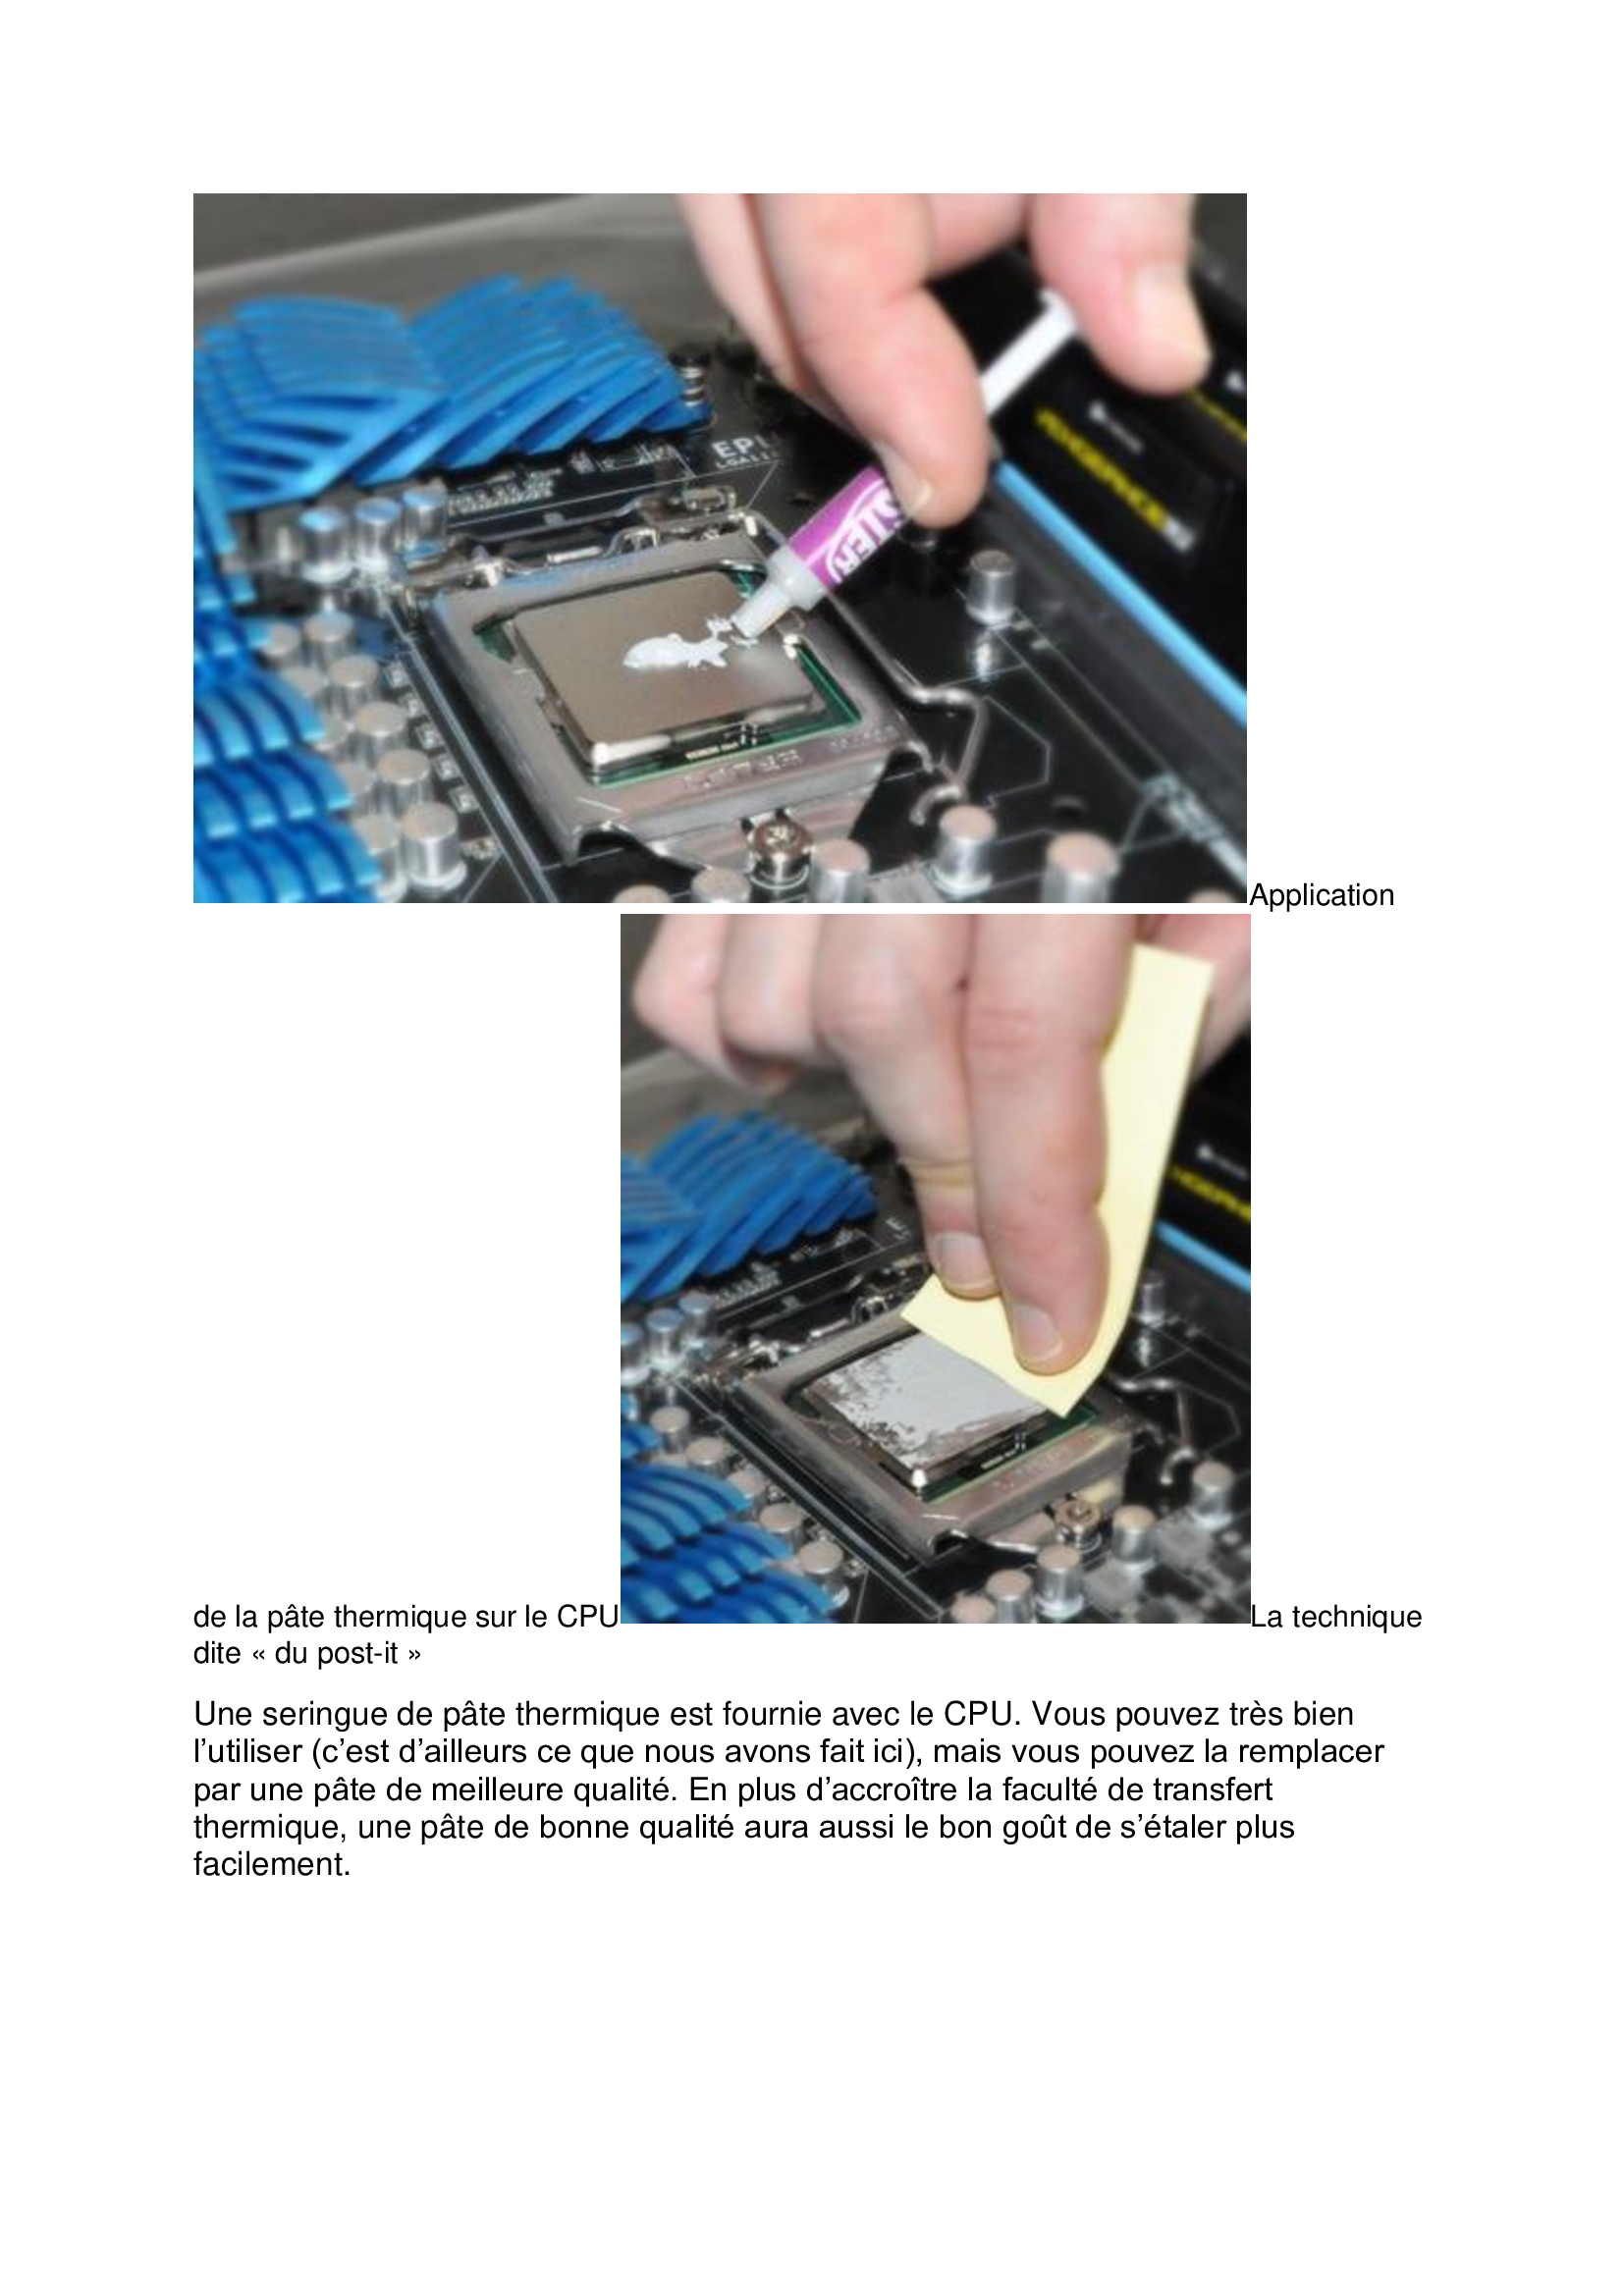 EPU
STER
Application
de la pâte thermique sur le CPU
La technique
dite « du post-it »
Une seringue de pâte thermique est fournie avec le CPU. Vous pouvez très bien
l’utiliser (c’est d’ailleurs ce que nous avons fait ici), mais vous pouvez la remplacer
par une pâte de meilleure qualité. En plus d’accroître la faculté de transfert
thermique, une pâte de bonne qualité aura aussi le bon goût de s’étaler plus
facilement.